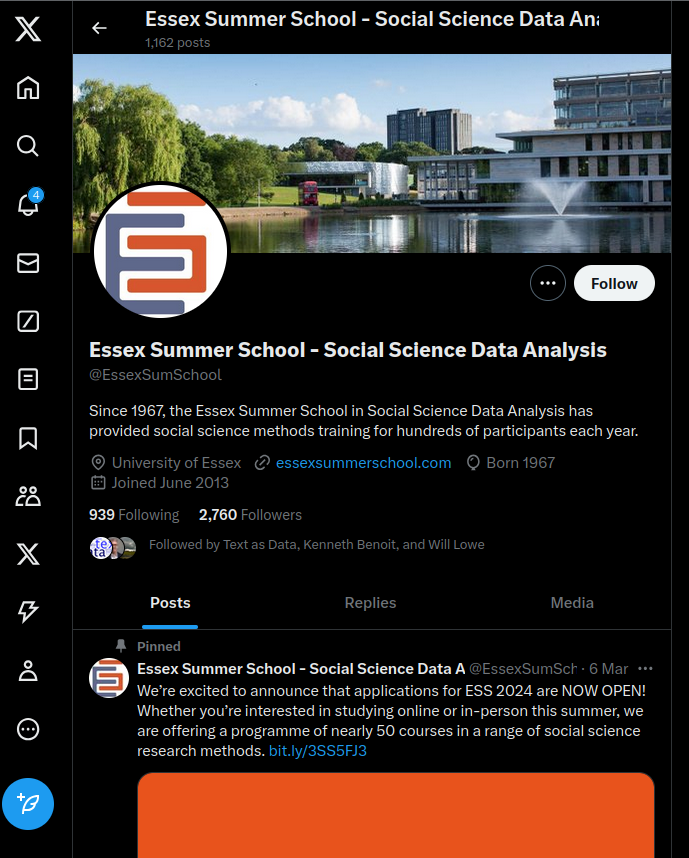 Essex Summer School - Social Science Data
1,162 posts
4
Follow
Essex Summer School - Social Science Data Analysis
@EssexSumSchool
Since 1967, the Essex Summer School in Social Science Data Analysis has
provided social science methods training for hundreds of participants each year.
University of Essex essexsummerschool.com Born 1967
Joined June 2013
939 Following 2,760 Followers
te
ta
Followed by Text as Data, Kenneth Benoit, and Will Lowe
Posts Replies Media
Pinned
Essex Summer School - Social Science Data A @EssexSumSch · 6 Mar
We’re excited to announce that applications for ESS 2024 are NOW OPEN!
Whether you’re interested in studying online or in-person this summer, we
are offering a programme of nearly 50 courses in a range of social science
research methods. bit.ly/3SS5FJ3